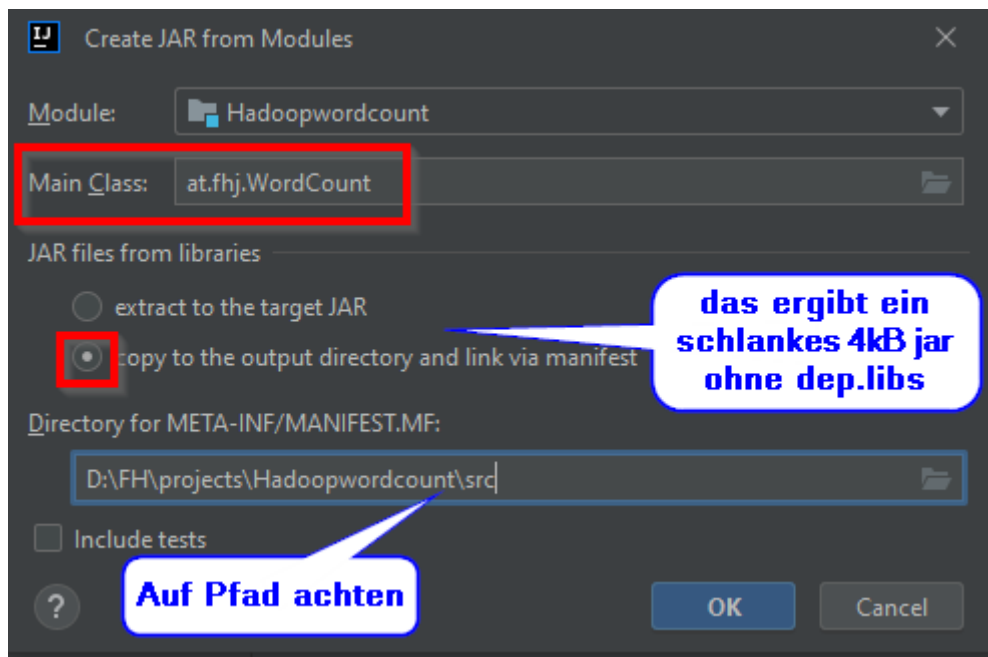 IJ Create JAR from Modules
Module: Hadoopwordcount
Main Class: at.fhj.WordCount
JAR files from libraries
extract to the target JAR
copy to the output directory and link via manifest
das ergibt ein
schlankes 4kB jar
ohne dep.libs
Directory for META-INF/MANIFEST.MF:
D:\FH\projects\Hadoopwordcount\src
Include tests
Auf Pfad achten
? OK Cancel